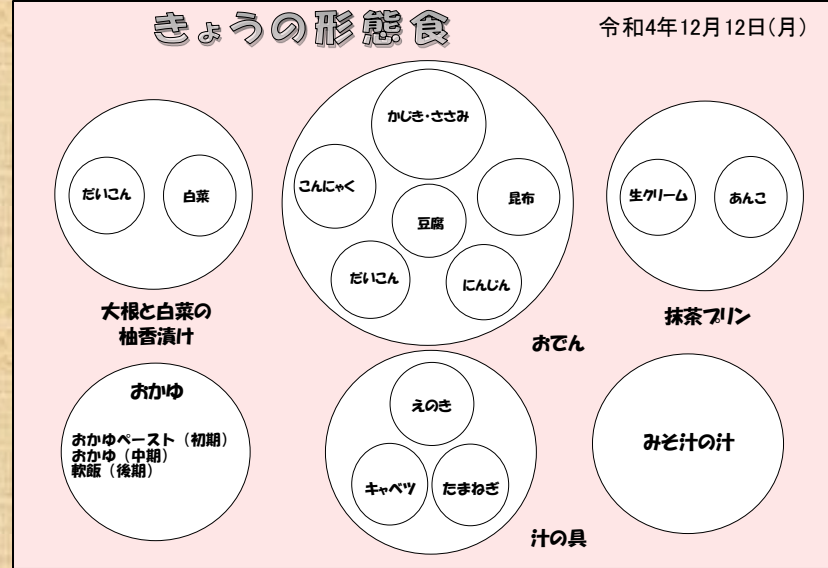 きょうの形態食
令和4年12月12日(月)
だいこん
白菜
大根と白菜の
柚香漬け
かじき・ささみ
こんにゃく
豆腐
昆布
だいこん
にんじん
おでん
生クリーム
あんこ
抹茶プリン
おかゆ
おかゆペースト（初期）
おかゆ（中期）
軟飯（後期）
えのき
キャベツ
たまねぎ
汁の具
みそ汁の汁